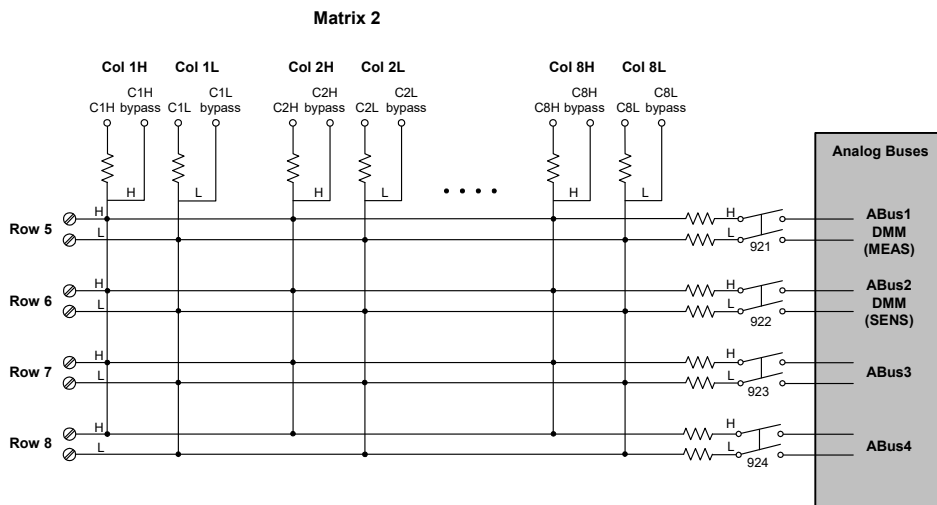 Matrix 2
Col 1H Col 1L Col 2H Col 2L Col 8H Col 8L
C1H C1L C2H C2L C8H C8L
C1H bypass C1L bypass C2H bypass C2L bypass C8H bypass C8L bypass
H L H L H L
Analog Buses
Row 5 H L H L 921 ABus1
DMM
(MEAS)
Row 6 H L H L 922 ABus2
DMM
(SENS)
Row 7 H L H L 923 ABus3
Row 8 H L H L 924 ABus4